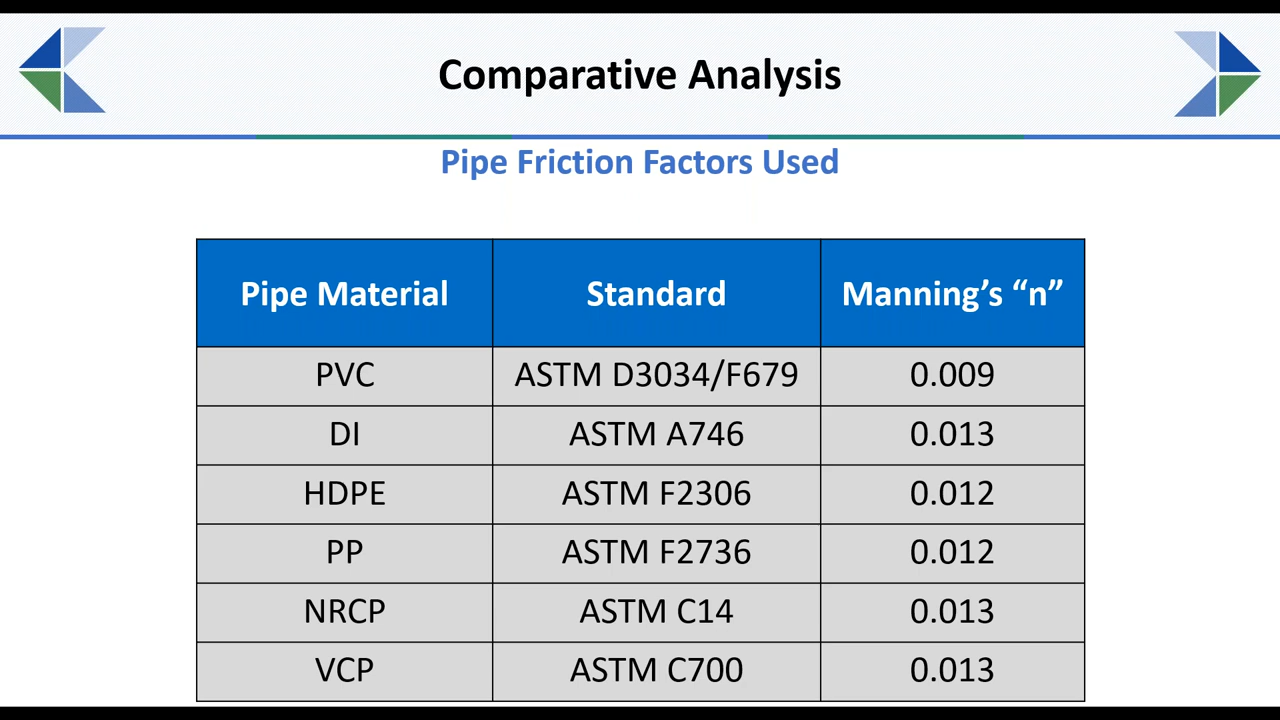 Comparative Analysis
Pipe Friction Factors Used
Pipe Material Standard Manning’s “n”
PVC ASTM D3034/F679 0.009
DI ASTM A746 0.013
HDPE ASTM F2306 0.012
PP ASTM F2736 0.012
NRCP ASTM C14 0.013
VCP ASTM C700 0.013